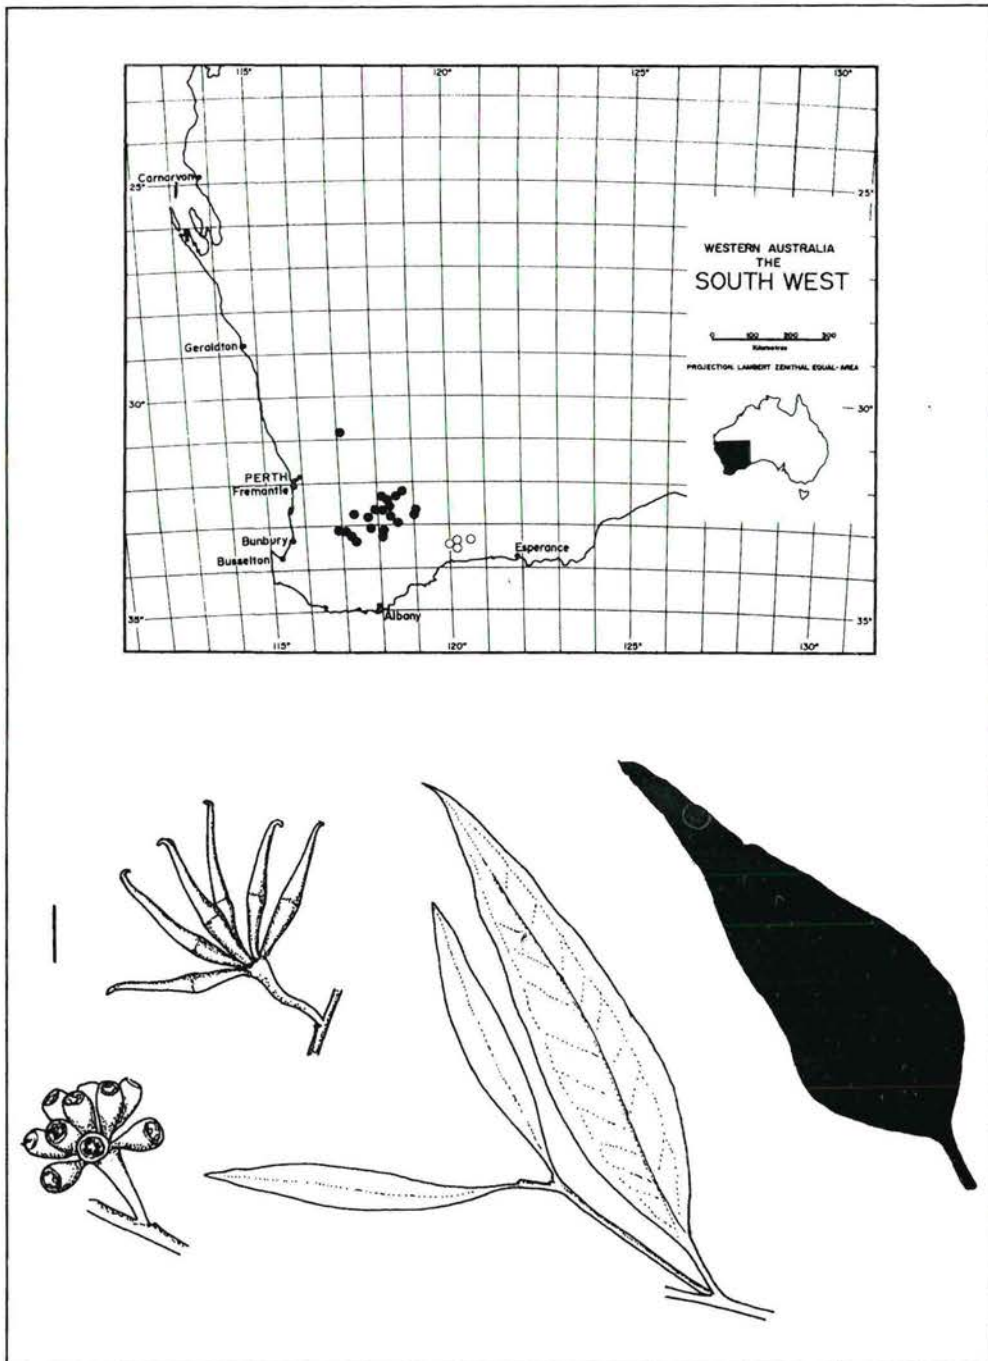 115° 120° 125° 130°
Carnarvon
25° 25°
WESTERN AUSTRALIA
THE
SOUTH WEST
0 100 200 300
Kilometres
Geraldton
PROJECTION: LAMBERT ZENITHAL EQUAL-AREA
30° 30°
PERTH
Fremantle
Bunbury
Esperance
Busselton
Albany
35° 35°
115° 120° 125° 130°